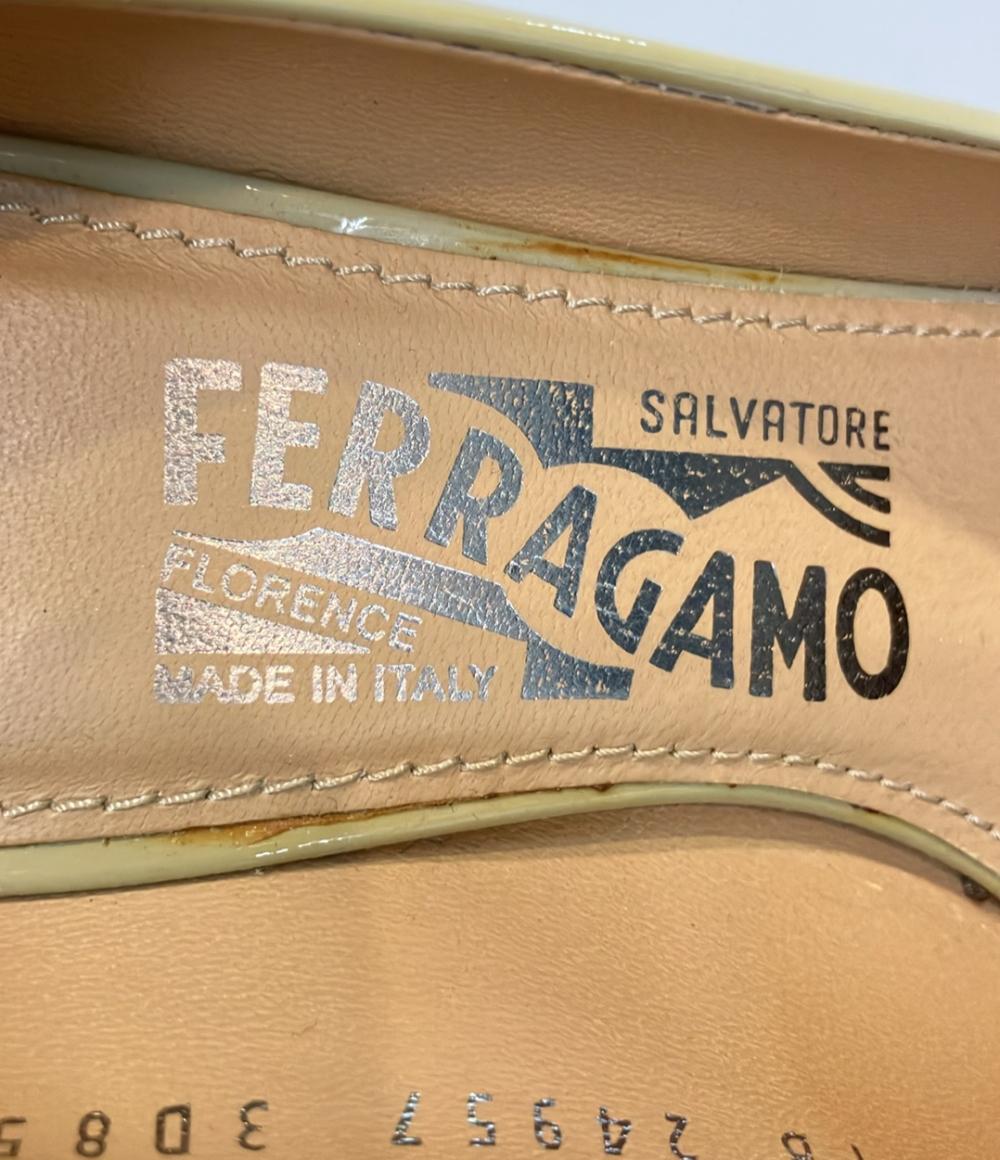 FERRAGAMO
SALVATORE
FLORENCE
MADE IN ITALY